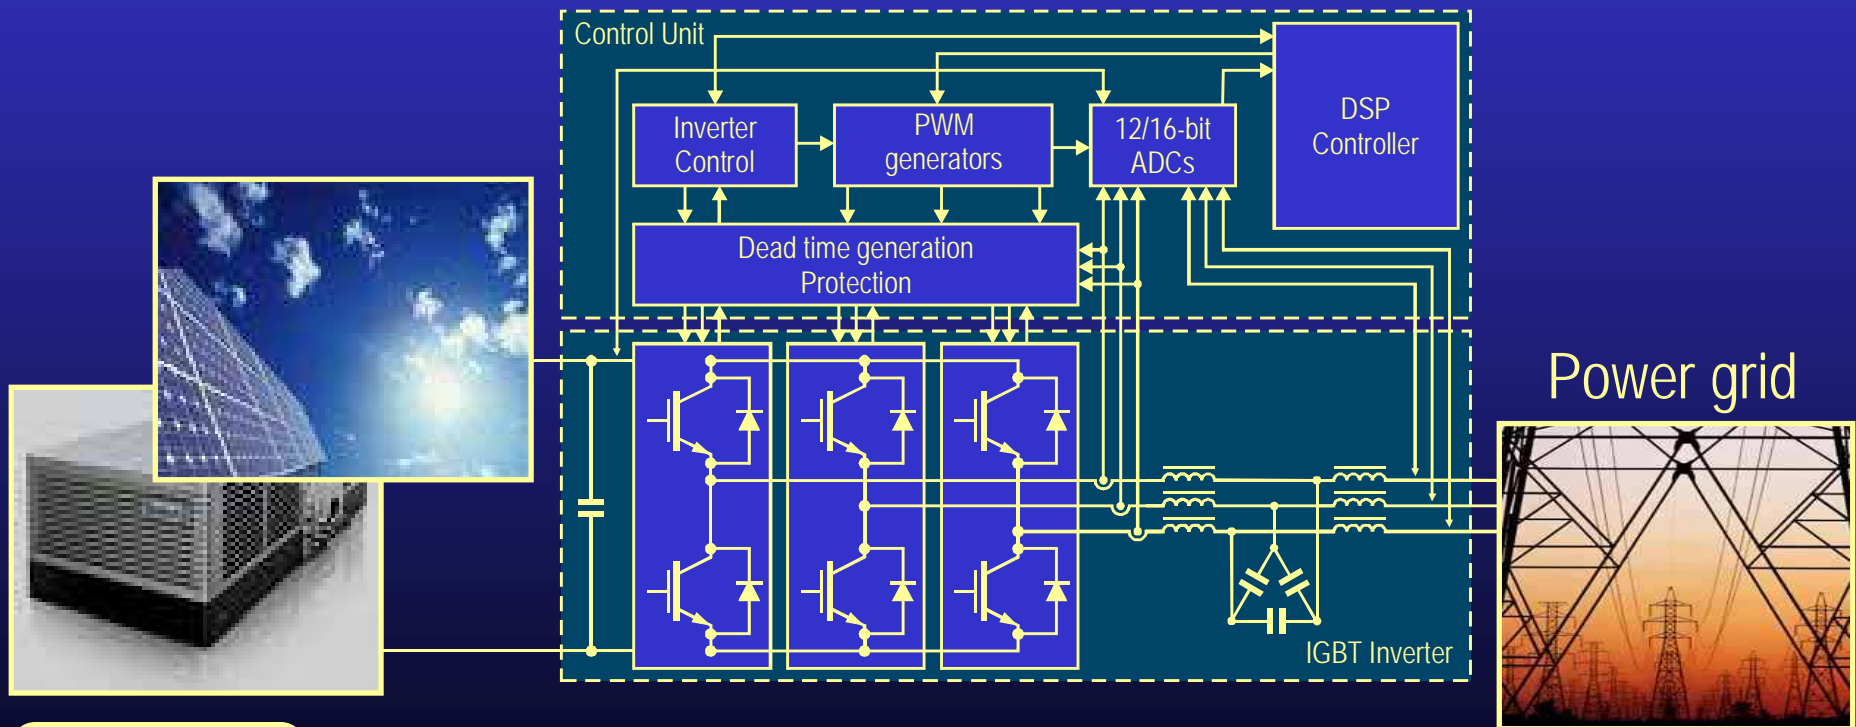 Control Unit
Inverter
Control
PWM
generators
12/16-bit
ADCs
DSP
Controller
Dead time generation
Protection
Power grid
IGBT Inverter